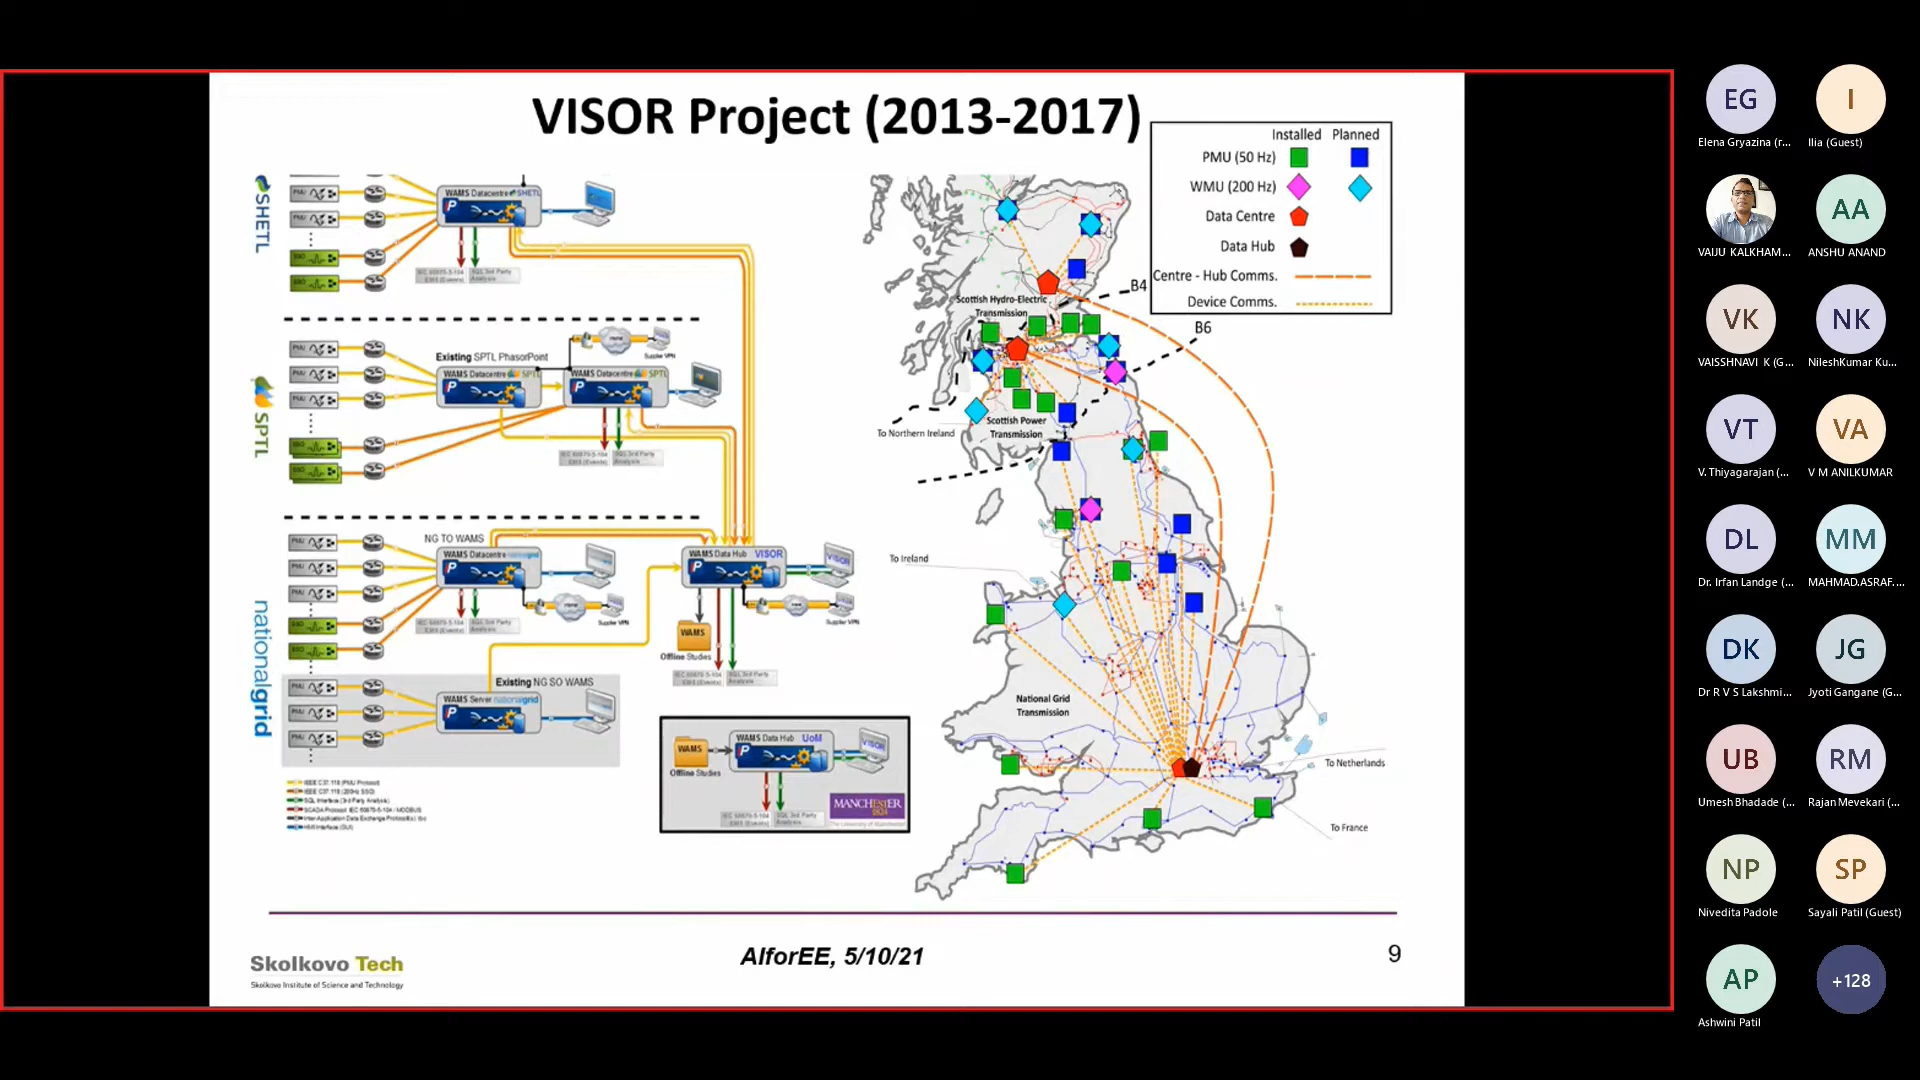 VISOR Project (2013-2017)
Installed Planned
PMU (50 Hz)
WMU (200 Hz)
Data Centre
Data Hub
Centre - Hub Comms.
Device Comms.
B4
B6
Scottish Hydro-Electric
Transmission
Scottish Power
Transmission
To Northern Ireland
To Ireland
National Grid
Transmission
To Netherlands
To France
SHETL
WAMS Datacentre SHETL
SPTL
Existing SPTL PhasorPoint
WAMS Datacentre SPTL
WAMS Datacentre SPTL
Supplier VPN
nationalgrid
NG TO WAMS
WAMS Datacentre nationalgrid
Supplier VPN
WAMS Data Hub VISOR
VISOR
Supplier VPN
WAMS
Offline Studies
Existing NG SO WAMS
WAMS Server nationalgrid
WAMS Data Hub UoM
WAMS
Offline Studies
VISOR
MANCHESTER
1824
The University of Manchester
Skolkovo Tech
Skolkovo Institute of Science and Technology
AIforEE, 5/10/21
9
EG
Elena Gryazina (r...
I
Ilia (Guest)
VAIJU KALKHAM...
AA
ANSHU ANAND
VK
VAISSHNAVI K (G...
NK
NileshKumar Ku...
VT
V. Thiyagarajan (...
VA
V M ANILKUMAR
DL
Dr. Irfan Landge (...
MM
MAHMAD.ASRAF....
DK
Dr R V S Lakshmi...
JG
Jyoti Gangane (G...
UB
Umesh Bhadade (...
RM
Rajan Mevekari (...
NP
Nivedita Padole
SP
Sayali Patil (Guest)
AP
Ashwini Patil
+128